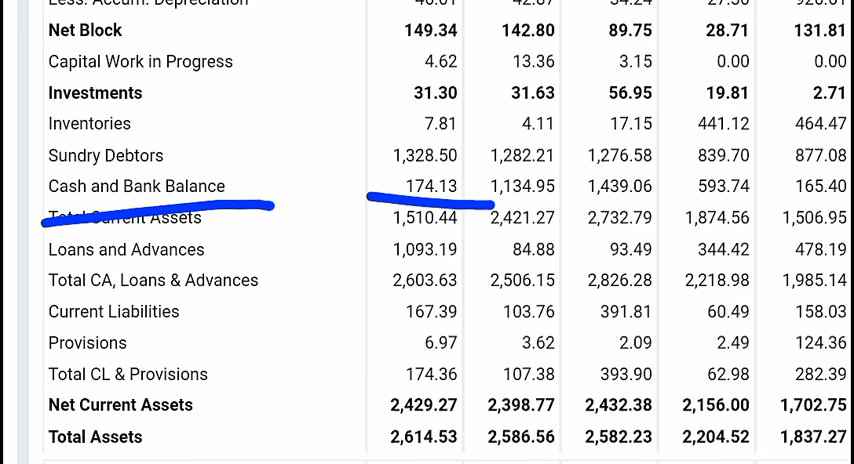 Less: Accum. Depreciation
Net Block 149.34 142.80 89.75 28.71 131.81
Capital Work in Progress 4.62 13.36 3.15 0.00 0.00
Investments 31.30 31.63 56.95 19.81 2.71
Inventories 7.81 4.11 17.15 441.12 464.47
Sundry Debtors 1,328.50 1,282.21 1,276.58 839.70 877.08
Cash and Bank Balance 174.13 1,134.95 1,439.06 593.74 165.40
Total Current Assets 1,510.44 2,421.27 2,732.79 1,874.56 1,506.95
Loans and Advances 1,093.19 84.88 93.49 344.42 478.19
Total CA, Loans & Advances 2,603.63 2,506.15 2,826.28 2,218.98 1,985.14
Current Liabilities 167.39 103.76 391.81 60.49 158.03
Provisions 6.97 3.62 2.09 2.49 124.36
Total CL & Provisions 174.36 107.38 393.90 62.98 282.39
Net Current Assets 2,429.27 2,398.77 2,432.38 2,156.00 1,702.75
Total Assets 2,614.53 2,586.56 2,582.23 2,204.52 1,837.27